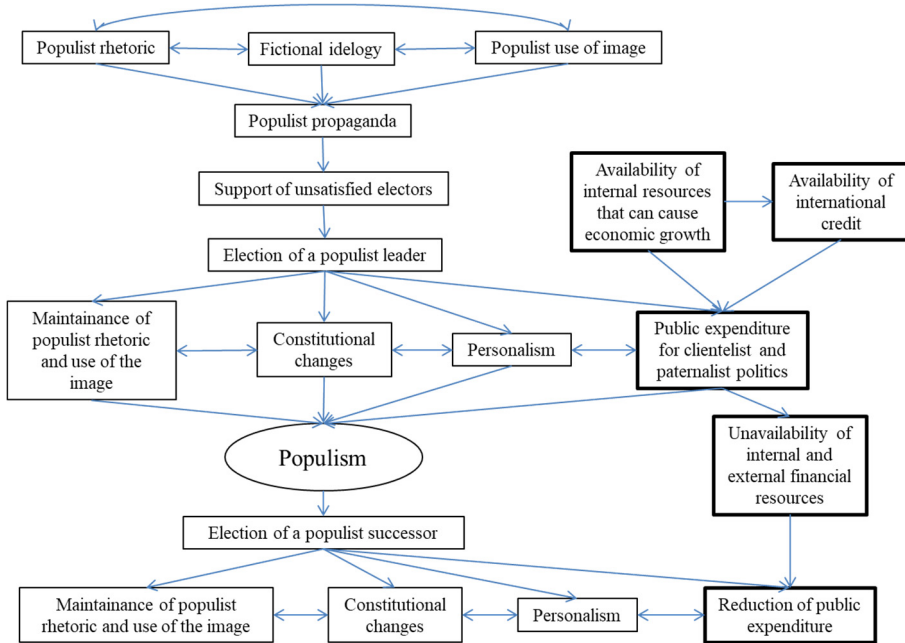 Populist rhetoric
Fictional idelogy
Populist use of image
Populist propaganda
Support of unsatisfied electors
Availability of
internal resources
that can cause
economic growth
Availability of
international
credit
Election of a populist leader
Maintainance of
populist rhetoric
and use of the
image
Constitutional
changes
Personalism
Public expenditure
for clientelist and
paternalist politics
Populism
Unavailability of
internal and
external financial
resources
Election of a populist successor
Maintainance of populist
rhetoric and use of the image
Constitutional
changes
Personalism
Reduction of public
expenditure